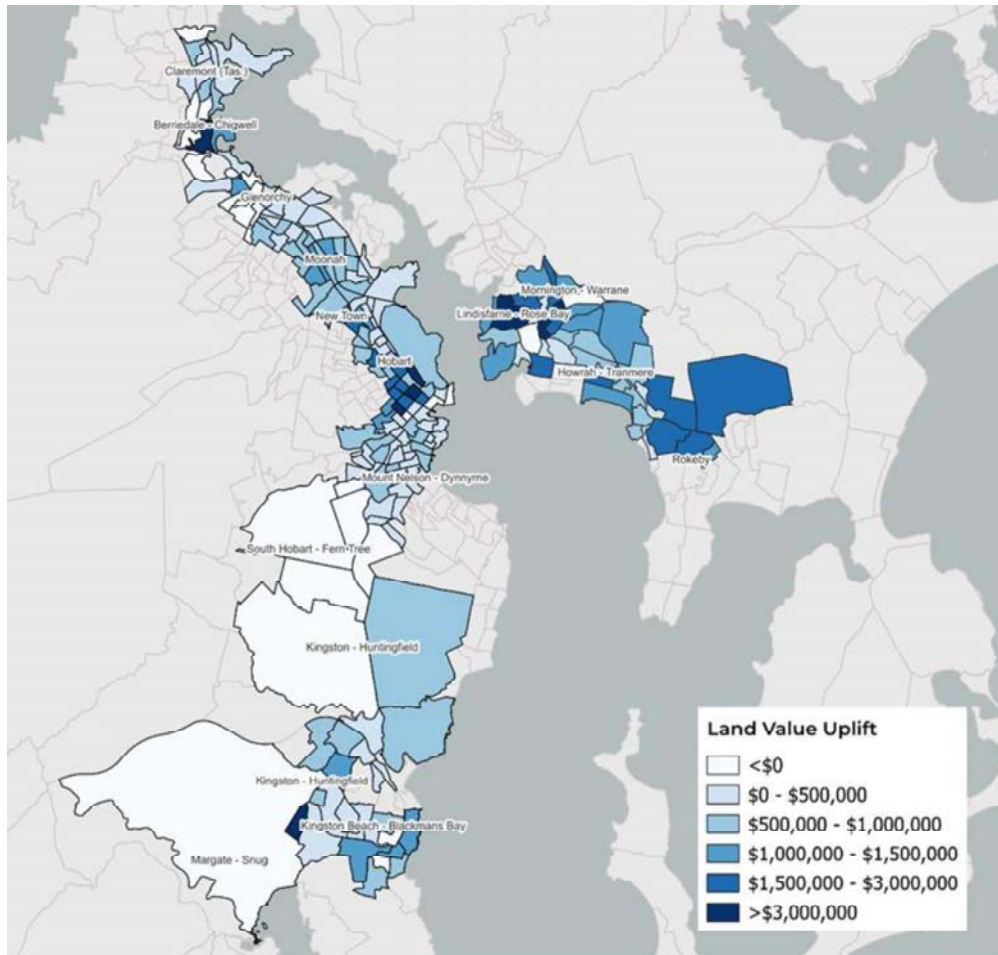 Claremont (Tas.)
Berriedale - Chigwell
Glenorchy
Moonah
Mornington - Warrane
Lindisfarne - Rose Bay
New Town
Hobart
Howrah - Tranmere
Rokeby
Mount Nelson - Dynnyrne
South Hobart - Fern Tree
Kingston - Huntingfield
Kingston - Huntingfield
Kingston Beach - Blackmans Bay
Margate - Snug
Land Value Uplift
<$0
$0 - $500,000
$500,000 - $1,000,000
$1,000,000 - $1,500,000
$1,500,000 - $3,000,000
>$3,000,000